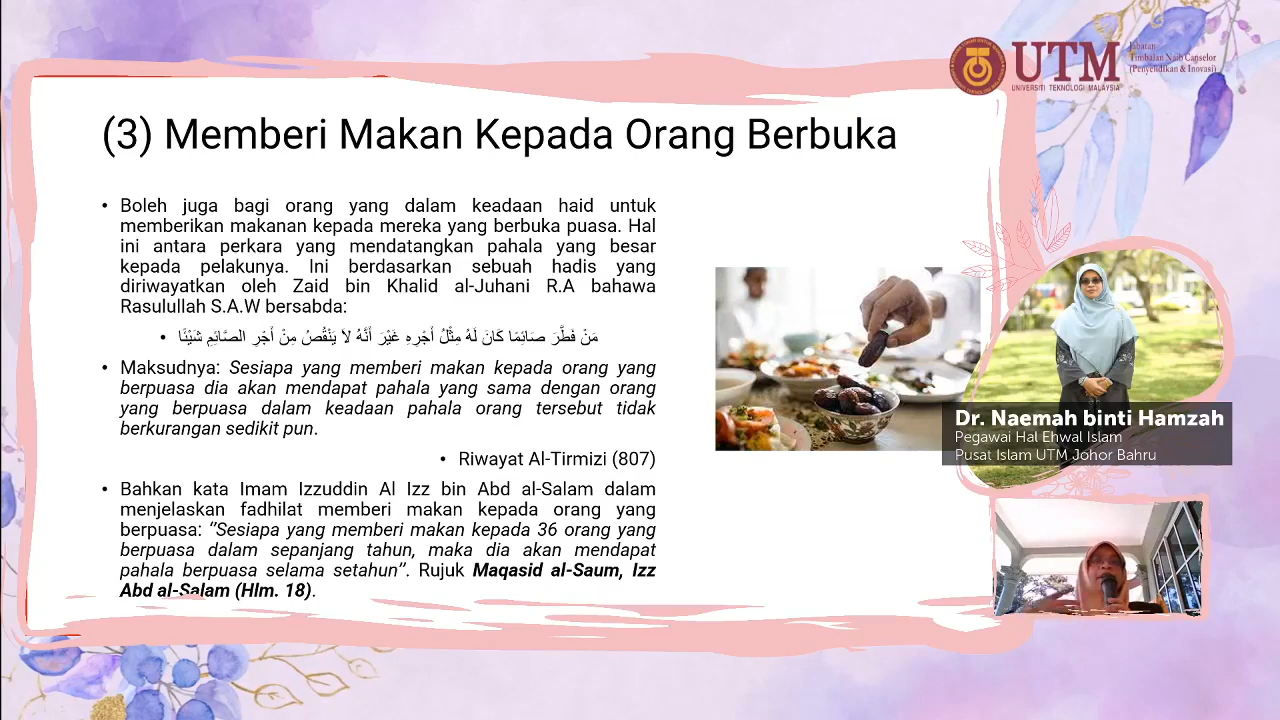 UTM
UNIVERSITI TEKNOLOGI MALAYSIA
Jabatan
Timbalan Naib Canselor
(Penyelidikan & Inovasi)
(3) Memberi Makan Kepada Orang Berbuka
• Boleh juga bagi orang yang dalam keadaan haid untuk
memberikan makanan kepada mereka yang berbuka puasa. Hal
ini antara perkara yang mendatangkan pahala yang besar
kepada pelakunya. Ini berdasarkan sebuah hadis yang
diriwayatkan oleh Zaid bin Khalid al-Juhani R.A bahawa
Rasulullah S.A.W bersabda:
• مَنْ فَطَّرَ صَائِمًا كَانَ لَهُ مِثْلُ أَجْرِهِ غَيْرَ أَنَّهُ لاَ يَنْقُصُ مِنْ أَجْرِ الصَّائِمِ شَيْئًا
• Maksudnya: Sesiapa yang memberi makan kepada orang yang
berpuasa dia akan mendapat pahala yang sama dengan orang
yang berpuasa dalam keadaan pahala orang tersebut tidak
berkurangan sedikit pun.
• Riwayat Al-Tirmizi (807)
• Bahkan kata Imam Izzuddin Al Izz bin Abd al-Salam dalam
menjelaskan fadhilat memberi makan kepada orang yang
berpuasa: “Sesiapa yang memberi makan kepada 36 orang yang
berpuasa dalam sepanjang tahun, maka dia akan mendapat
pahala berpuasa selama setahun”. Rujuk Maqasid al-Saum, Izz
Abd al-Salam (Hlm. 18).
Dr. Naemah binti Hamzah
Pegawai Hal Ehwal Islam
Pusat Islam UTM Johor Bahru